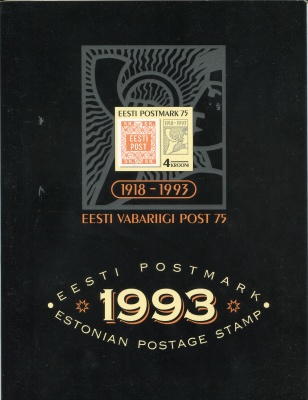 EESTI POSTMARK 75
EESTI
POST
1918-1993
4 KROONI
1918 - 1993
EESTI VABARIIGI POST 75
EESTI POSTMARK
1993
ESTONIAN POSTAGE STAMP